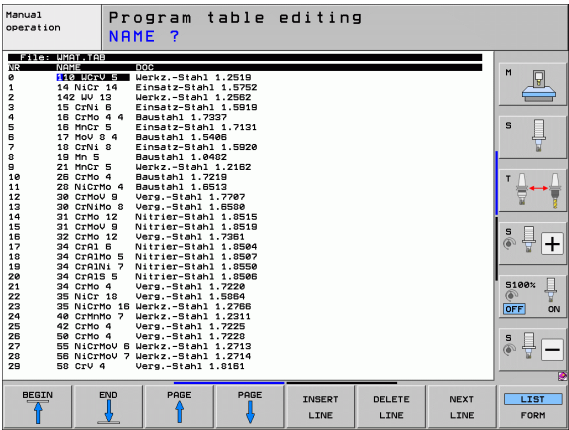 Manual
operation
Program table editing
NAME ?
File: WMAT.TAB
NR NAME DOC
0 110 WCrV 5 Werkz.-Stahl 1.2519
1 14 NiCr 14 Einsatz-Stahl 1.5752
2 142 WV 13 Werkz.-Stahl 1.2562
3 15 CrNi 6 Einsatz-Stahl 1.5919
4 16 CrMo 4 4 Baustahl 1.7337
5 16 MnCr 5 Einsatz-Stahl 1.7131
6 17 MoV 8 4 Baustahl 1.5406
7 18 CrNi 8 Einsatz-Stahl 1.5920
8 19 Mn 5 Baustahl 1.0482
9 21 MnCr 5 Werkz.-Stahl 1.2162
10 26 CrMo 4 Baustahl 1.7219
11 28 NiCrMo 4 Baustahl 1.6513
12 30 CrMoV 9 Verg.-Stahl 1.7707
13 30 CrNiMo 8 Verg.-Stahl 1.6580
14 31 CrMo 12 Nitrier-Stahl 1.8515
15 31 CrMoV 9 Nitrier-Stahl 1.8519
16 32 CrMo 12 Verg.-Stahl 1.7361
17 34 CrAl 6 Nitrier-Stahl 1.8504
18 34 CrAlMo 5 Nitrier-Stahl 1.8507
19 34 CrAlNi 7 Nitrier-Stahl 1.8550
20 34 CrAlS 5 Nitrier-Stahl 1.8506
21 34 CrMo 4 Verg.-Stahl 1.7220
22 35 NiCr 18 Verg.-Stahl 1.5864
23 35 NiCrMo 16 Werkz.-Stahl 1.2766
24 40 CrMnMo 7 Werkz.-Stahl 1.2311
25 42 CrMo 4 Verg.-Stahl 1.7225
26 50 CrMo 4 Verg.-Stahl 1.7228
27 55 NiCrMoV 6 Werkz.-Stahl 1.2713
28 56 NiCrMoV 7 Werkz.-Stahl 1.2714
29 58 CrV 4 Verg.-Stahl 1.8161
M
S
T
S
S100%
OFF ON
S
BEGIN
END
PAGE
PAGE
INSERT
LINE
DELETE
LINE
NEXT
LINE
LIST
FORM